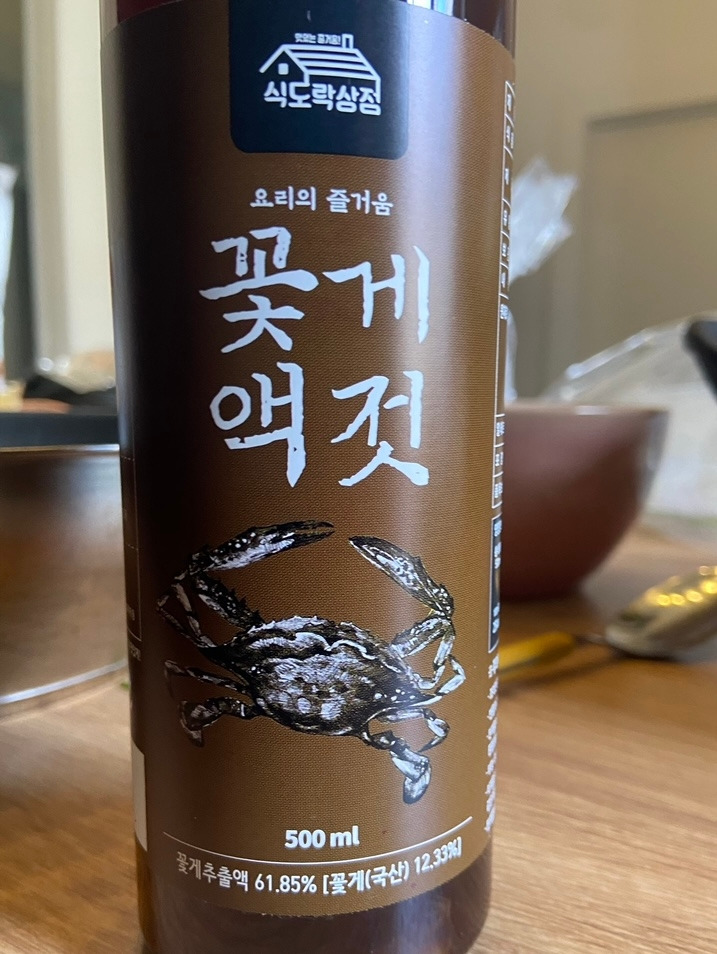 맛있는 즐거움!
식도락상점
요리의 즐거움
꽃게
액젓
500 ml
꽃게추출액 61.85% [꽃게(국산) 12.33%]